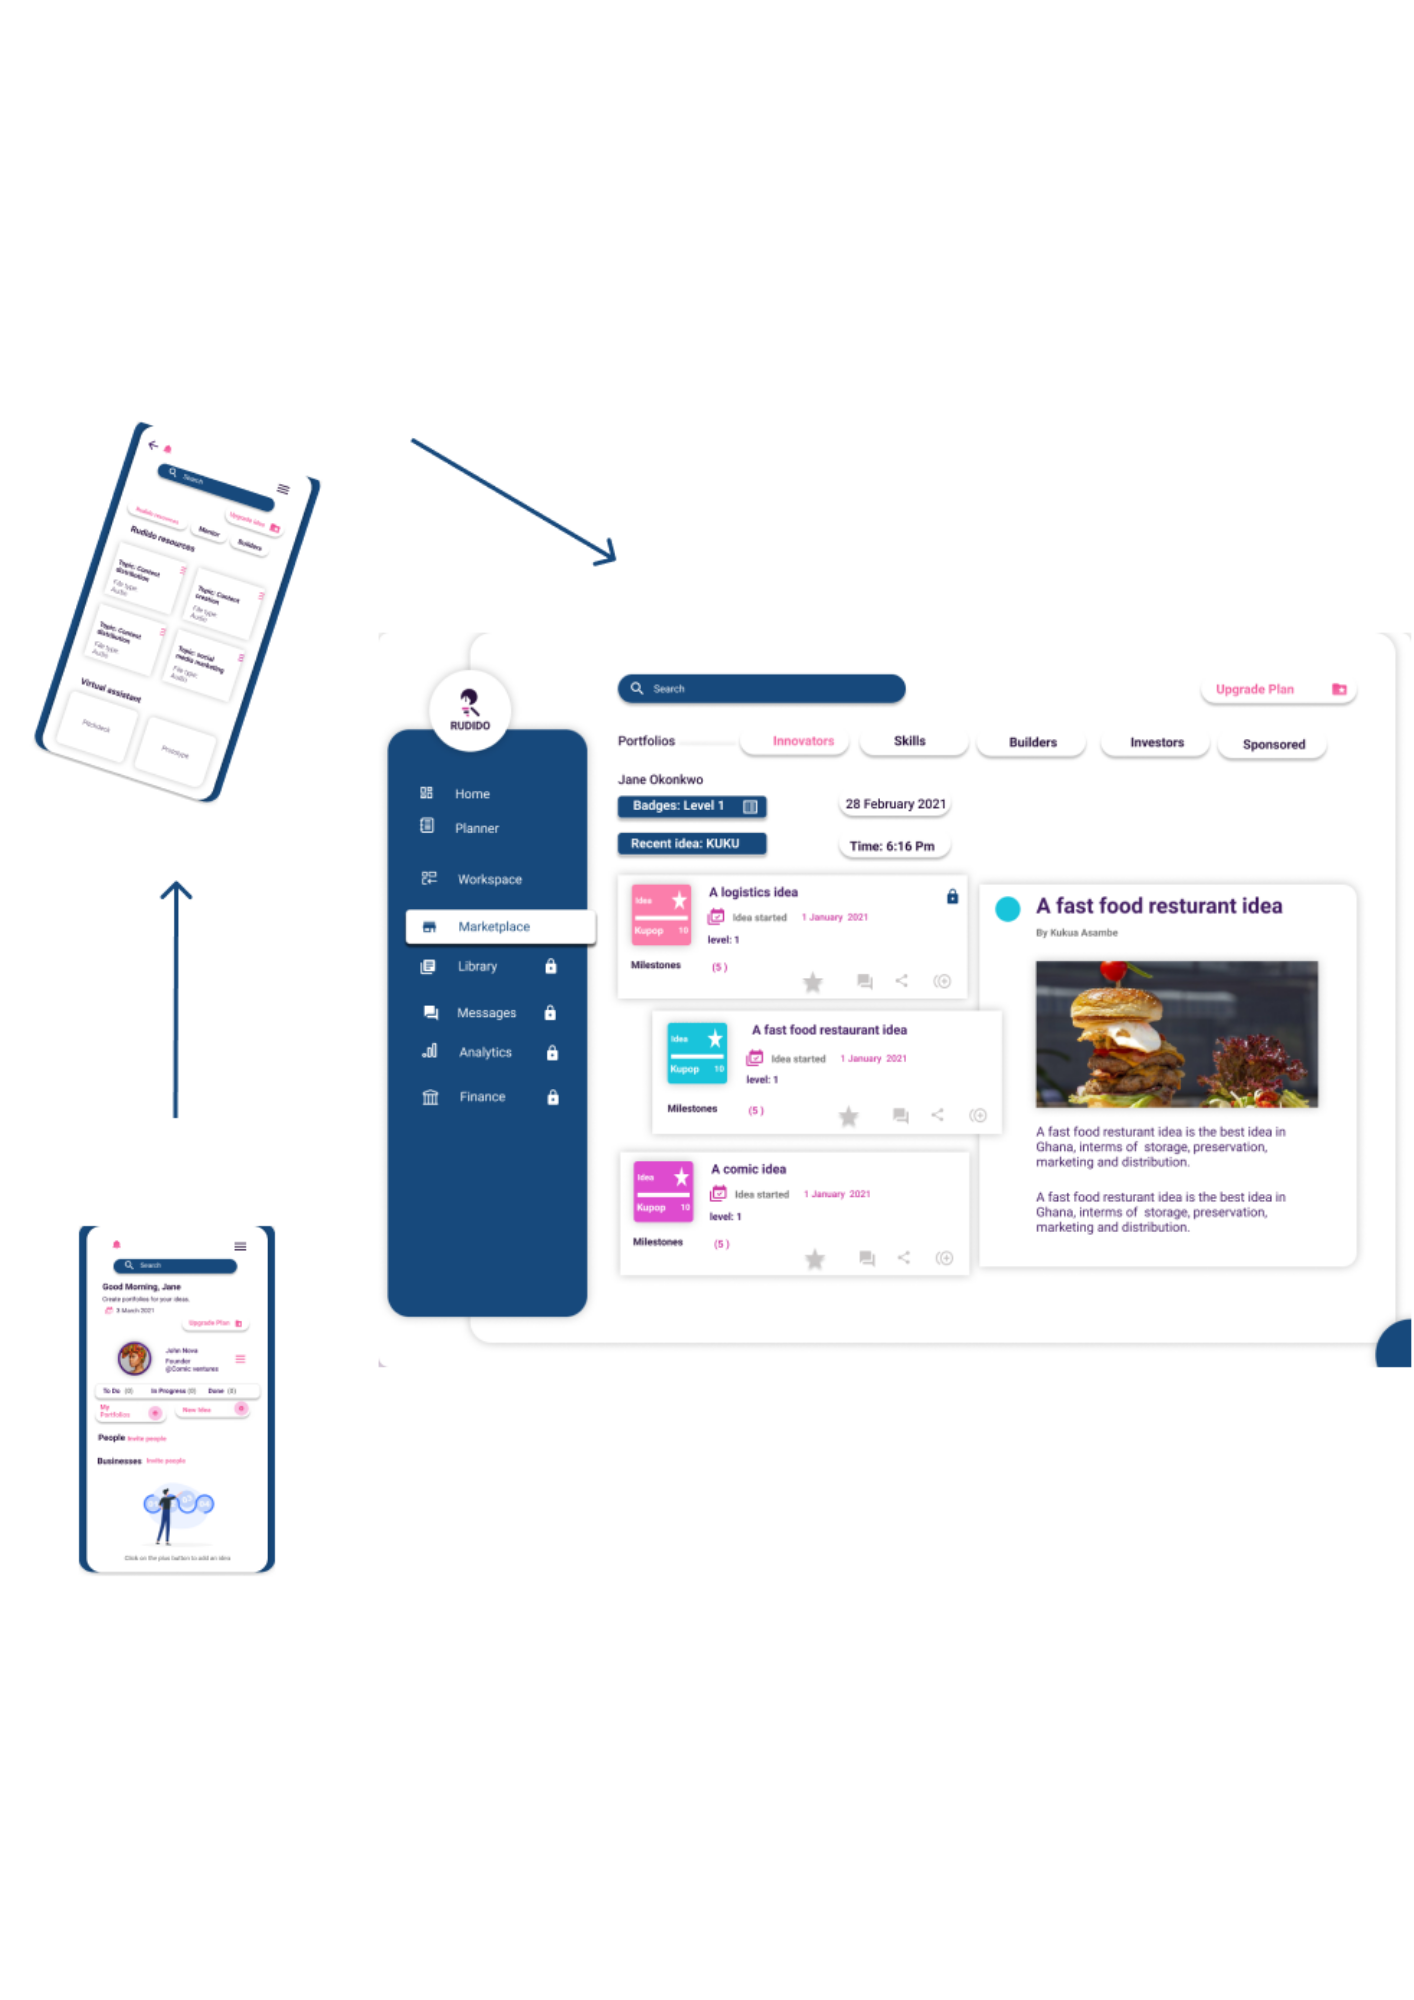 Search
Upgrade Idea
Rudido resources
Mentor
Builders
Rudido resources
Topic: Content
distribution
File type:
Audio
Topic: Content
creation
File type:
Audio
Topic: Content
distribution
File type:
Audio
Topic: social
media marketing
File type:
Audio
Virtual assistant
Pitchdeck
Prototype
RUDIDO
Home
Planner
Workspace
Marketplace
Library
Messages
Analytics
Finance
Search
Upgrade Plan
Portfolios
Innovators
Skills
Builders
Investors
Sponsored
Jane Okonkwo
Badges: Level 1
28 February 2021
Recent idea: KUKU
Time: 6:16 Pm
Idea
Kupop 10
A logistics idea
Idea started 1 January 2021
level: 1
Milestones (5 )
Idea
Kupop 10
A fast food restaurant idea
Idea started 1 January 2021
level: 1
Milestones (5 )
Idea
Kupop 10
A comic idea
Idea started 1 January 2021
level: 1
Milestones (5 )
A fast food resturant idea
By Kukua Asambe
A fast food resturant idea is the best idea in
Ghana, interms of storage, preservation,
marketing and distribution.
A fast food resturant idea is the best idea in
Ghana, interms of storage, preservation,
marketing and distribution.
Search
Good Morning, Jane
Create portfolios for your ideas.
3 March 2021
Upgrade Plan
John Nova
Founder
@Comic ventures
To Do (0) In Progress (0) Done (0)
My
Portfolios
New Idea
People Invite people
Businesses Invite people
Click on the plus button to add an idea